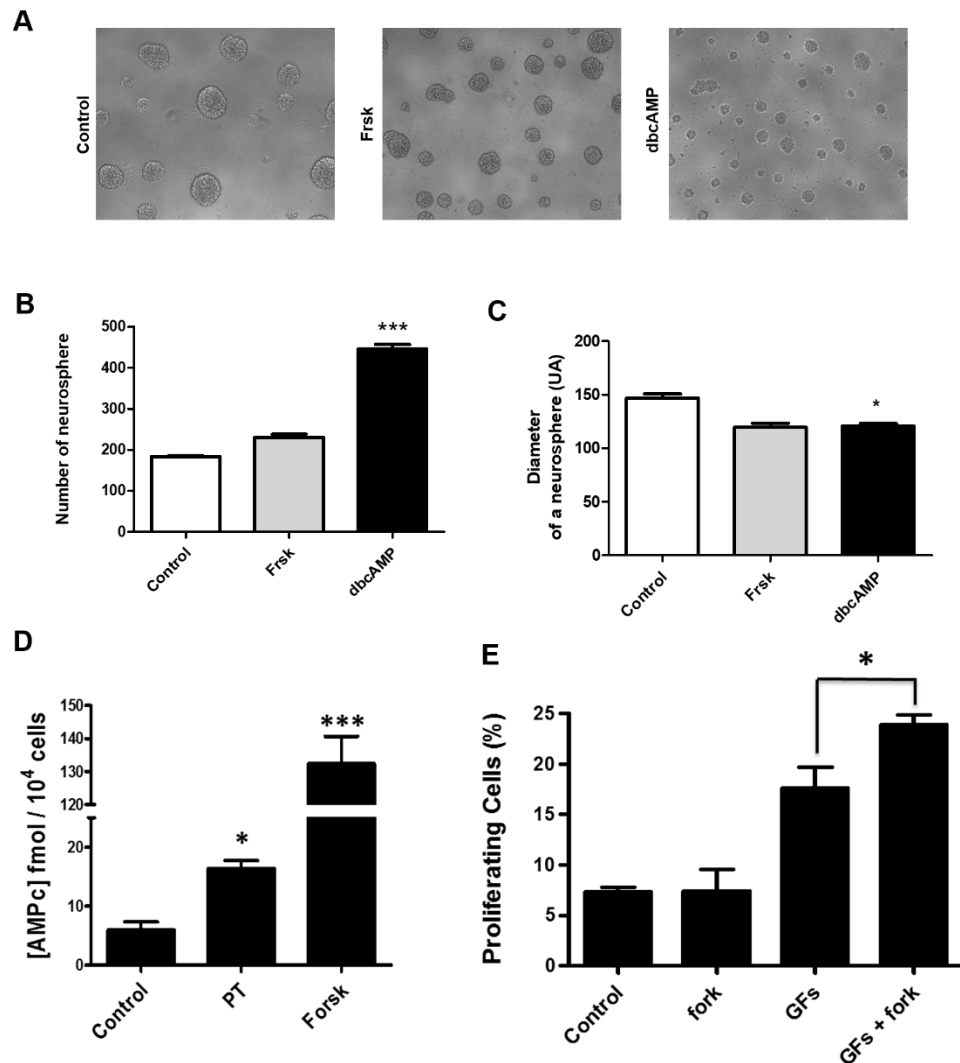 A
Control
Frsk
dbcAMP
B
Number of neurosphere
500
400
300
200
100
0
***
Control
Frsk
dbcAMP
C
Diameter
of a neurosphere (UA)
200
150
100
50
0
*
Control
Frsk
dbcAMP
D
[AMPc] fmol / 10⁴ cells
150
140
130
120
20
10
0
*
***
Control
PT
Forsk
E
Proliferating Cells (%)
25
20
15
10
5
0
*
Control
fork
GFs
GFs + fork